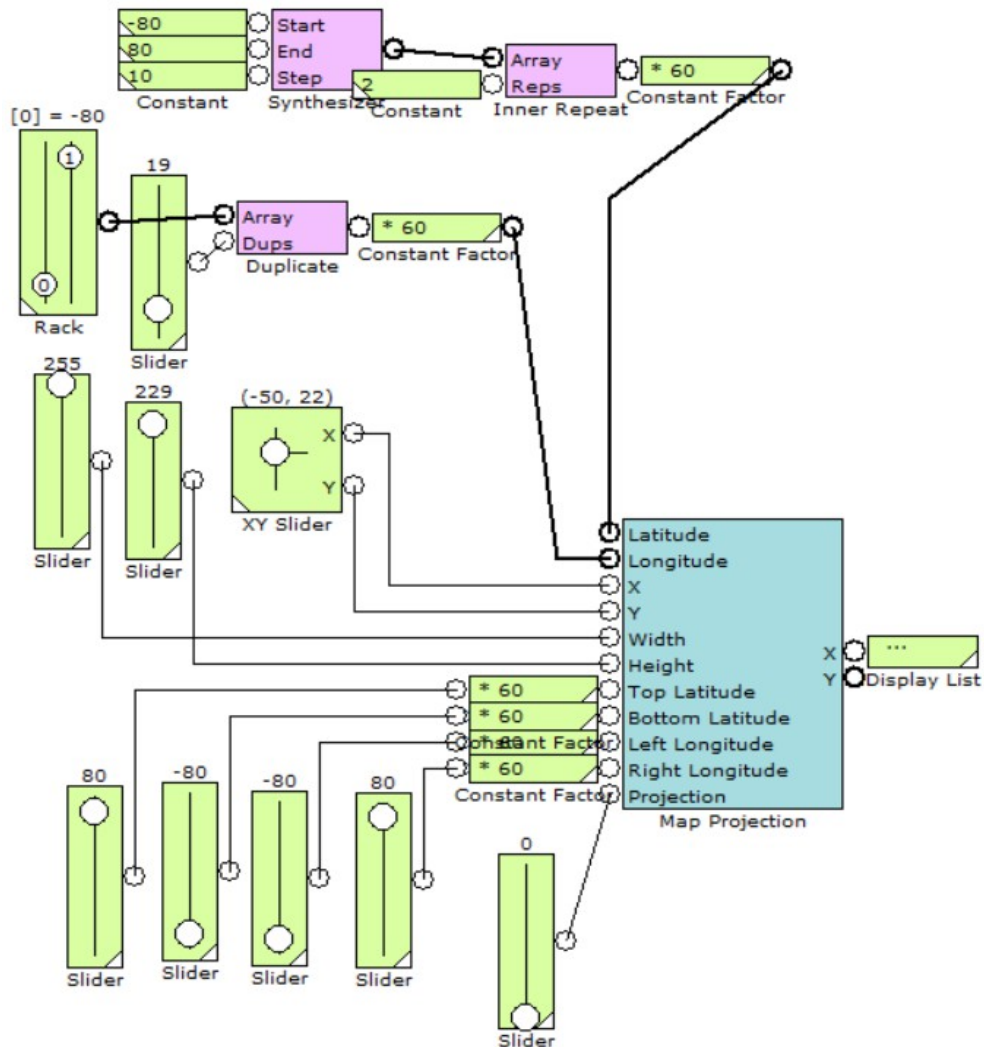 -80
Start
80
End
10
Step
Constant
Synthesizer
2
Constant
Array
Reps
Inner Repeat
* 60
Constant Factor
[0] = -80
1
0
Rack
19
Slider
Array
Dups
Duplicate
* 60
Constant Factor
255
Slider
229
Slider
(-50, 22)
X
Y
XY Slider
Latitude
Longitude
X
Y
Width
Height
Top Latitude
Bottom Latitude
Left Longitude
Right Longitude
Projection
X
Y
Map Projection
...
Display List
* 60
* 60
* 60
Constant Factor
* 60
Constant Factor
80
Slider
-80
Slider
-80
Slider
80
Slider
0
Slider